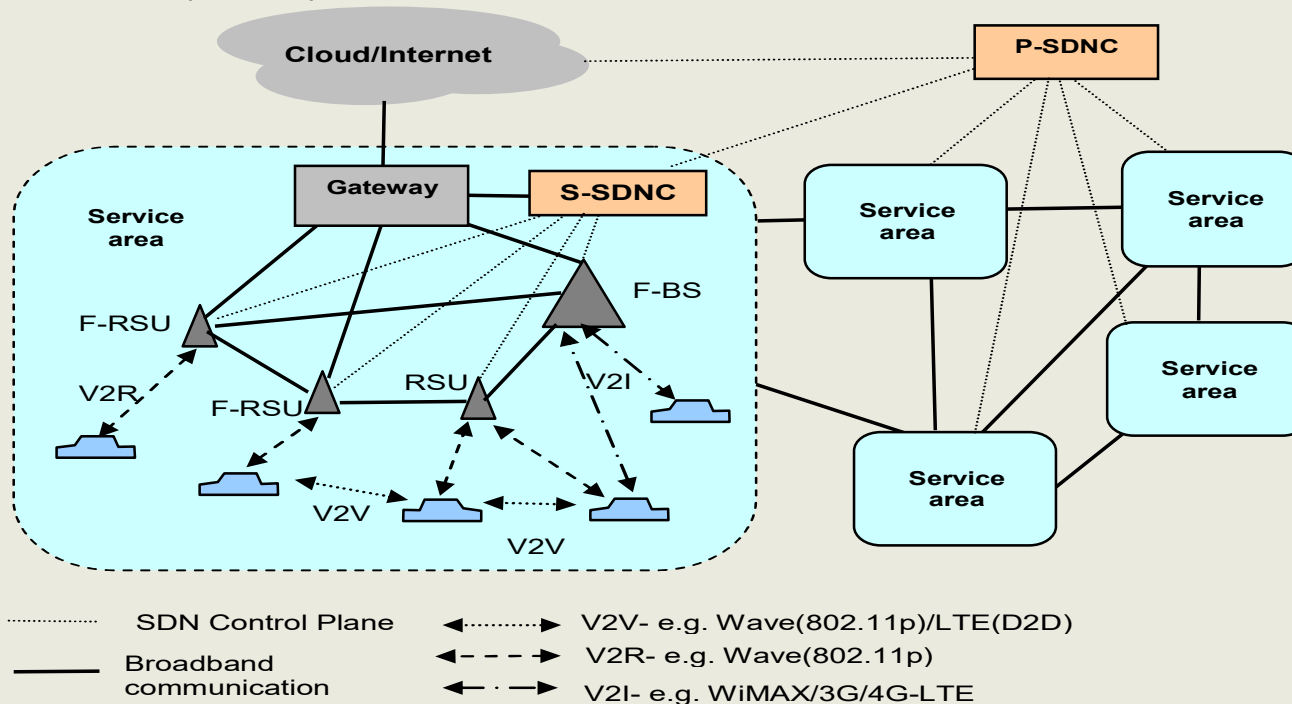 Cloud/Internet
P-SDNC
Gateway
S-SDNC
Service
area
Service
area
Service
area
F-BS
F-RSU
V2R
F-RSU
RSU
V2I
Service
area
Service
area
V2V
V2V
SDN Control Plane
V2V- e.g. Wave(802.11p)/LTE(D2D)
Broadband
communication
V2R- e.g. Wave(802.11p)
V2I- e.g. WiMAX/3G/4G-LTE